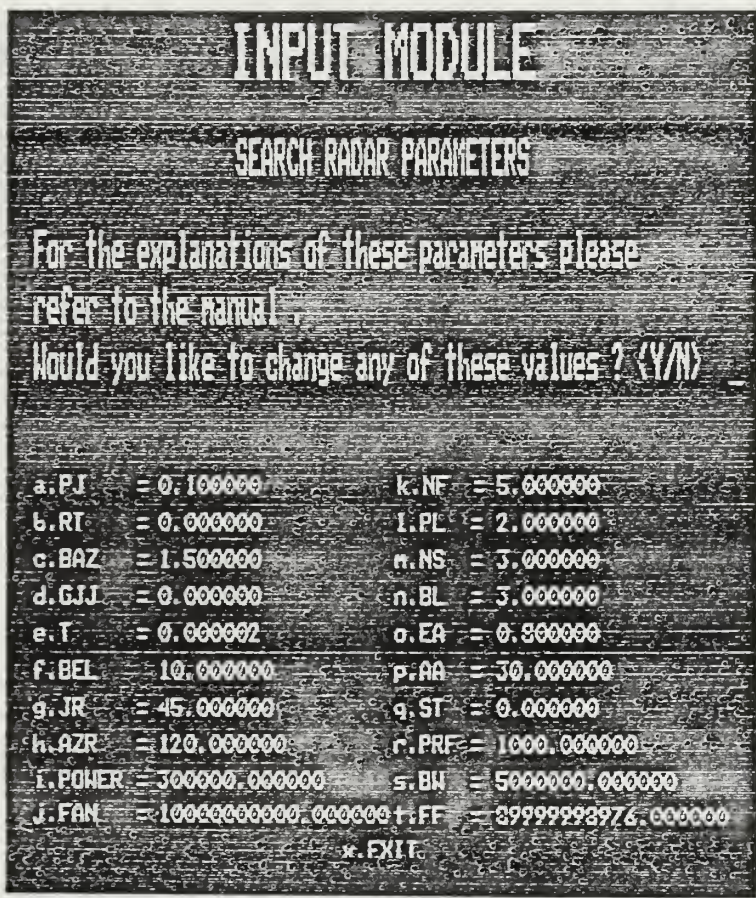 INPUT MODULE
SEARCH RADAR PARAMETERS
For the explanations of these parameters please
refer to the manual .
Would you like to change any of these values ? (Y/N) _
a.PJ = 0.100000 k.NF = 5.000000
b.RT = 0.000000 l.PL = 2.000000
c.BAZ = 1.500000 m.NS = 3.000000
d.GJJ = 0.000000 n.BL = 3.000000
e.T = 0.000002 o.EA = 0.800000
f.BEL 10.000000 p.AA = 30.000000
g.JR = 45.000000 q.ST = 0.000000
h.AZR = 120.000000 r.PRF = 1000.000000
i.POWER = 300000.000000 s.BW = 5000000.000000
j.FAN = 10000000000.000000 t.FF =
x.EXIT